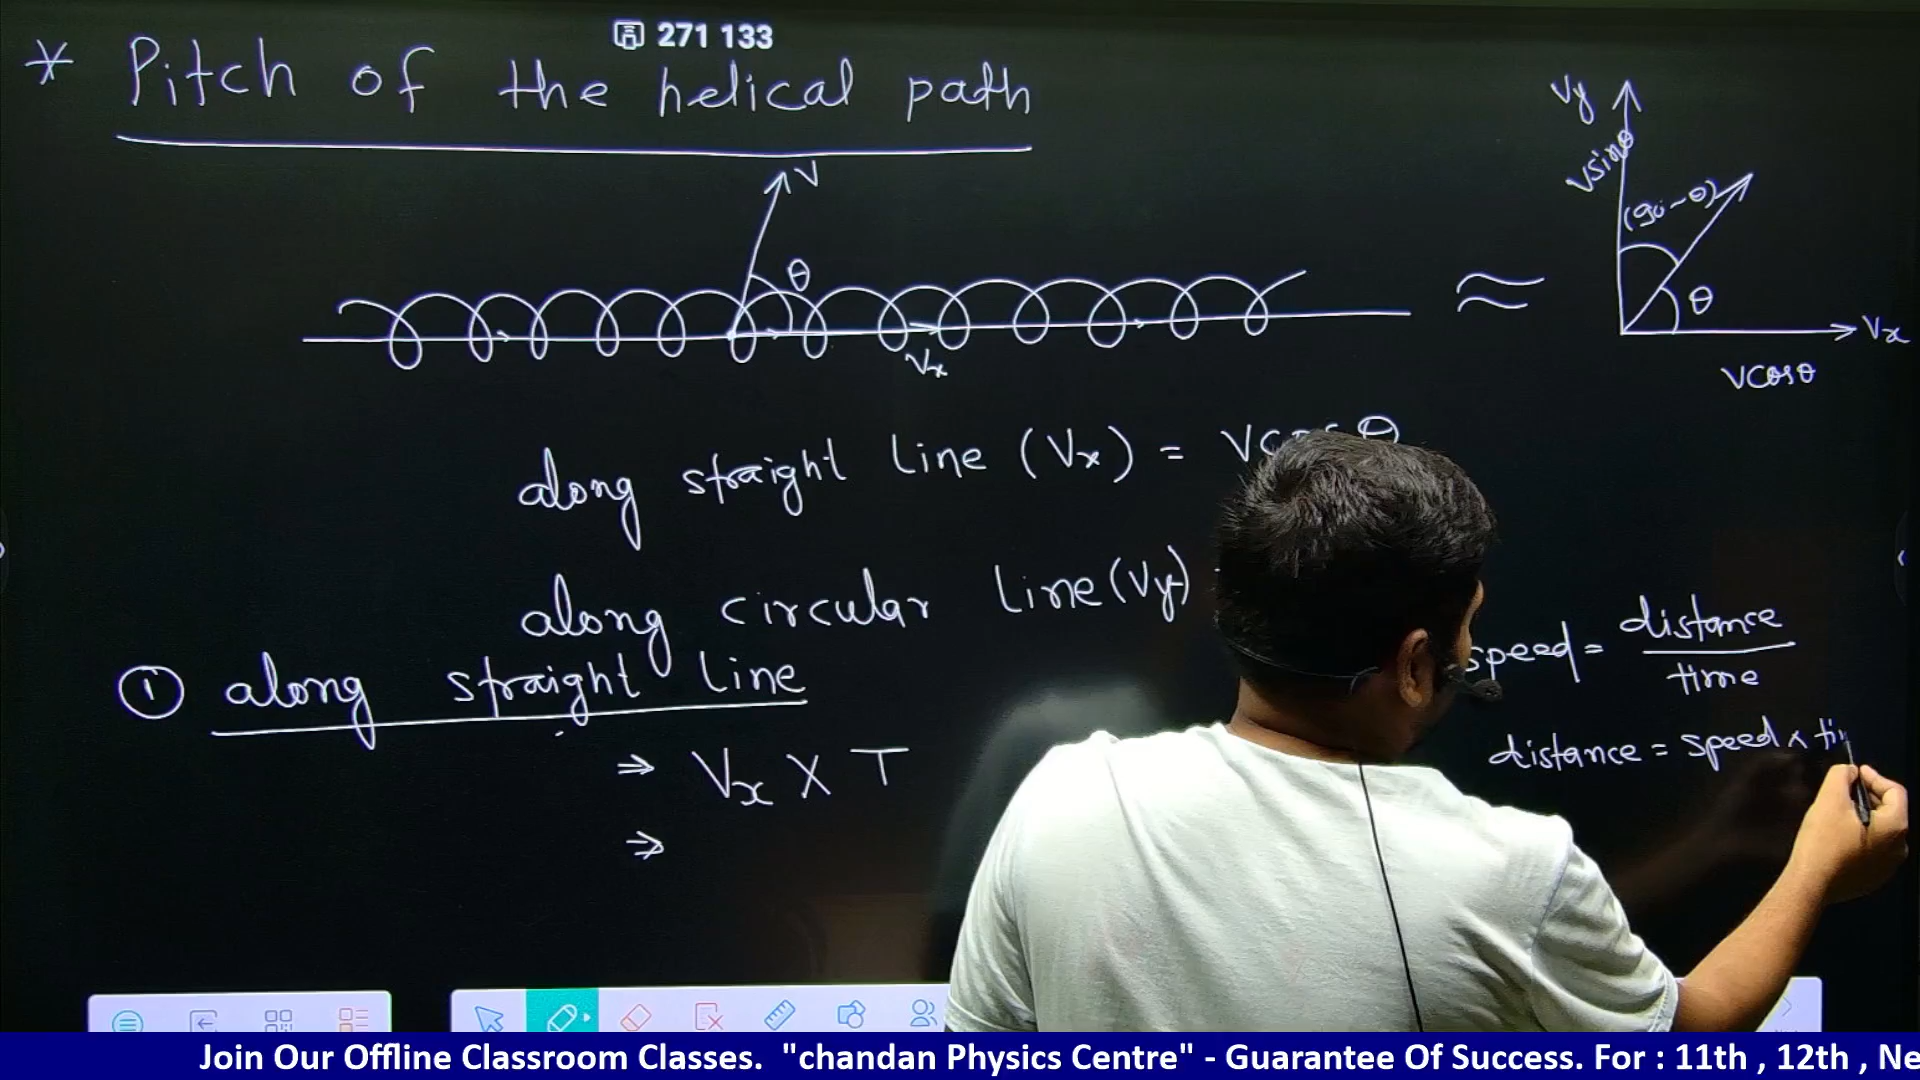 271 133
* Pitch of the helical path
V
θ
Vx
≈
Vy
Vsinθ
(90-θ)
θ
Vx
Vcosθ
along straight line (Vx) = Vcosθ
along circular line (Vy)
① along straight line
⇒ Vx X T
⇒
speed = distance
time
distance = speed x
Join Our Offline Classroom Classes. "chandan Physics Centre" - Guarantee Of Success. For : 11th , 12th , Ne